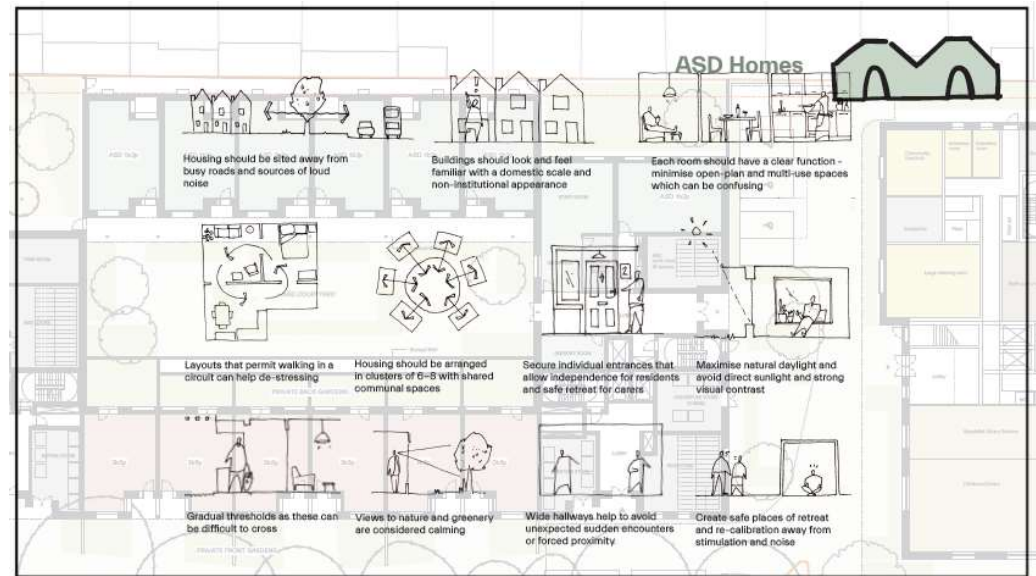 ASD Homes
Housing should be sited away from
busy roads and sources of loud
noise
Buildings should look and feel
familiar with a domestic scale and
non-institutional appearance
Each room should have a clear function -
minimise open-plan and multi-use spaces
which can be confusing
Layouts that permit walking in a
circuit can help de-stressing
Housing should be arranged
in clusters of 6–8 with shared
communal spaces
Secure individual entrances that
allow independence for residents
and safe retreat for carers
Maximise natural daylight and
avoid direct sunlight and strong
visual contrast
Gradual thresholds as these can
be difficult to cross
Views to nature and greenery
are considered calming
Wide hallways help to avoid
unexpected sudden encounters
or forced proximity
Create safe places of retreat
and re-calibration away from
stimulation and noise
PRIVATE BACK GARDENS
PRIVATE FRONT GARDENS